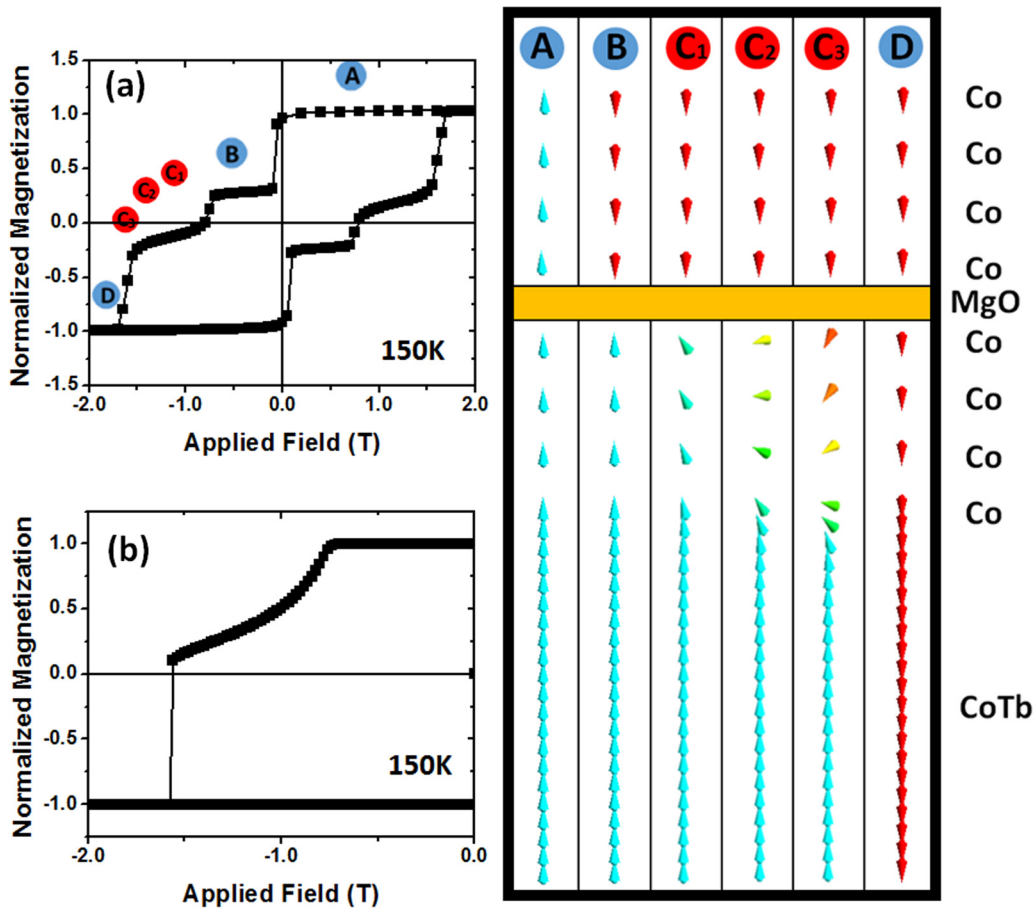 (a)
A
B
C1
C2
C3
D
150K
1.5
1.0
0.5
0.0
-0.5
-1.0
-1.5
-2.0 -1.0 0.0 1.0 2.0
Normalized Magnetization
Applied Field (T)
(b)
150K
1.0
0.5
0.0
-0.5
-1.0
-2.0 -1.0 0.0
Normalized Magnetization
Applied Field (T)
A B C1 C2 C3 D
Co
Co
Co
Co
MgO
Co
Co
Co
Co
CoTb